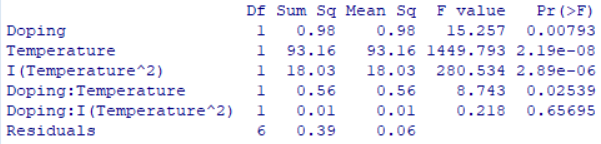 Df Sum Sq Mean Sq F value Pr(>F)
Doping 1 0.98 0.98 15.257 0.00793
Temperature 1 93.16 93.16 1449.793 2.19e-08
I(Temperature^2) 1 18.03 18.03 280.534 2.89e-06
Doping:Temperature 1 0.56 0.56 8.743 0.02539
Doping:I(Temperature^2) 1 0.01 0.01 0.218 0.65695
Residuals 6 0.39 0.06